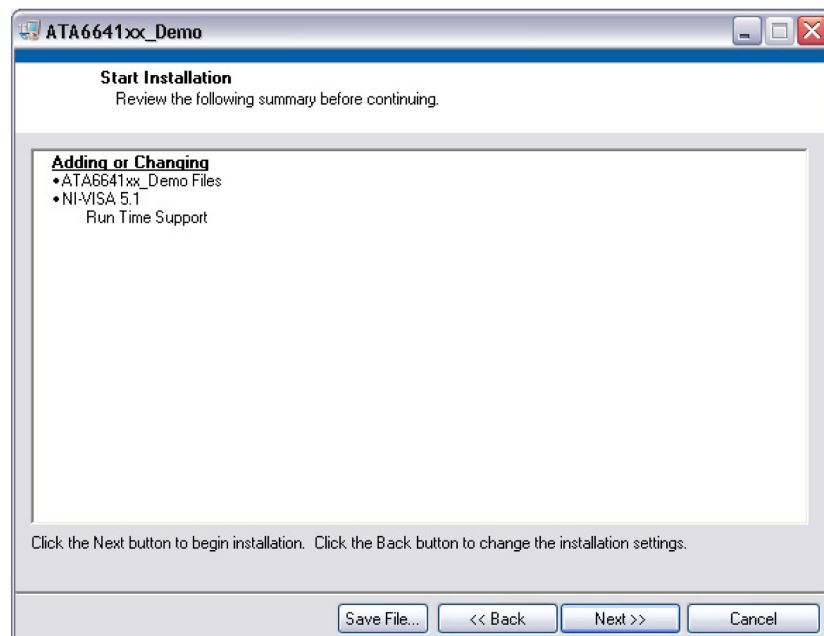 ATA6641xx_Demo
Start Installation
Review the following summary before continuing.
Adding or Changing
•ATA6641xx_Demo Files
•NI-VISA 5.1
Run Time Support
Click the Next button to begin installation.  Click the Back button to change the installation settings.
Save File... << Back Next >> Cancel